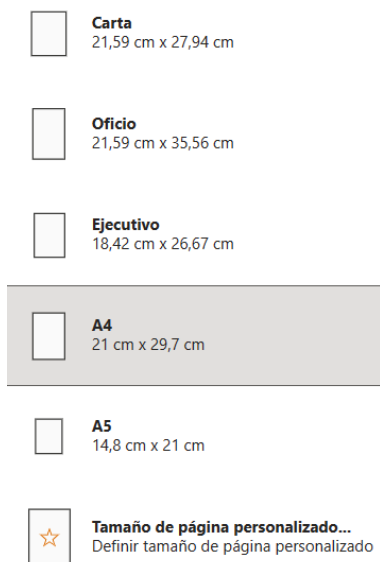 Carta
21,59 cm x 27,94 cm
Oficio
21,59 cm x 35,56 cm
Ejecutivo
18,42 cm x 26,67 cm
A4
21 cm x 29,7 cm
A5
14,8 cm x 21 cm
Tamaño de página personalizado...
Definir tamaño de página personalizado